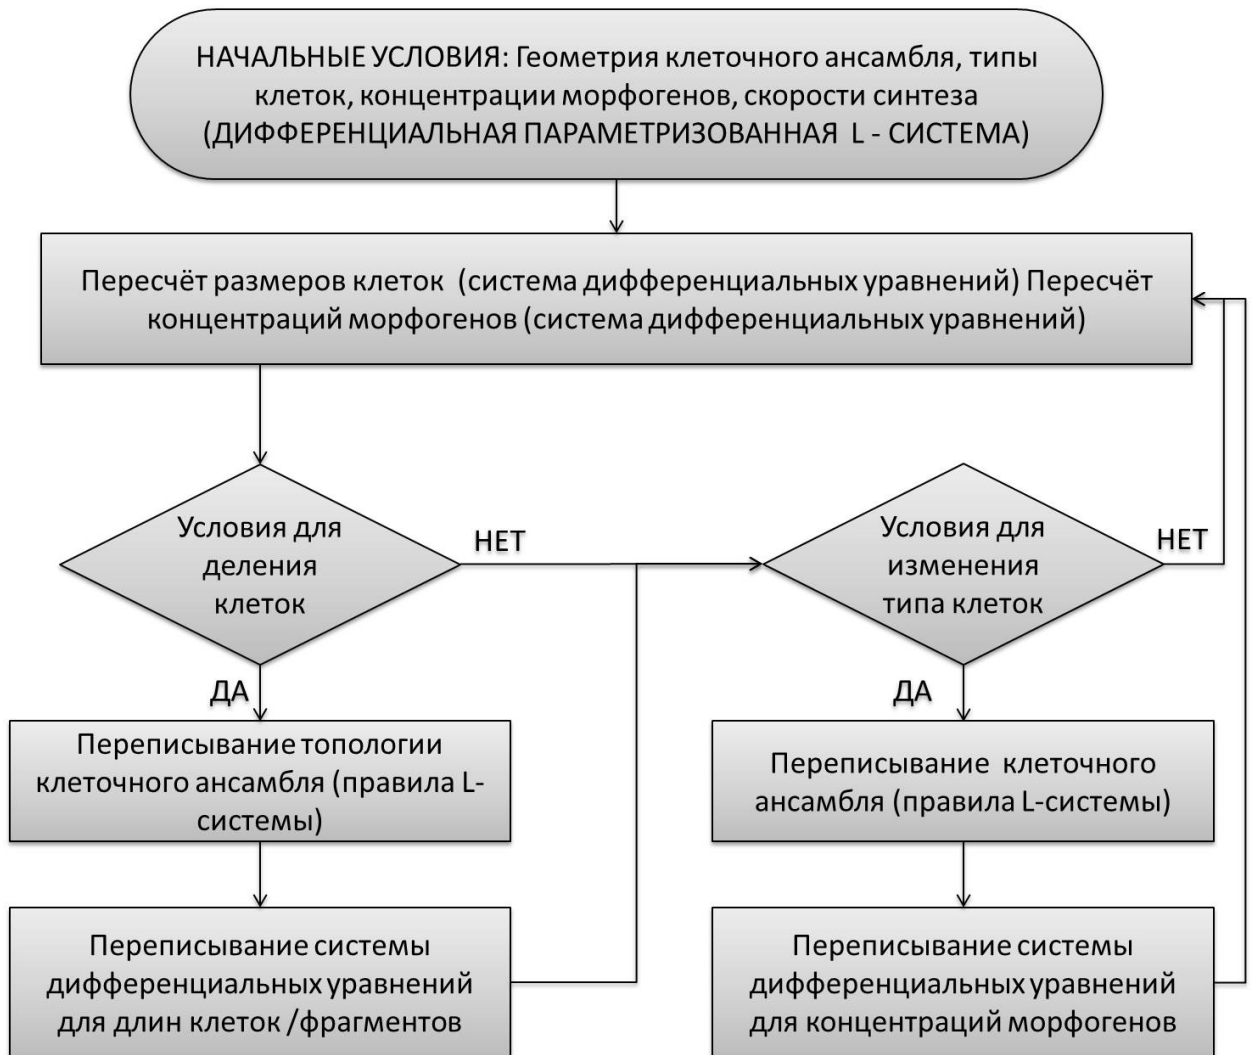 НАЧАЛЬНЫЕ УСЛОВИЯ: Геометрия клеточного ансамбля, типы
клеток, концентрации морфогенов, скорости синтеза
(ДИФФЕРЕНЦИАЛЬНАЯ ПАРАМЕТРИЗОВАННАЯ L - СИСТЕМА)
Пересчёт размеров клеток (система дифференциальных уравнений) Пересчёт
концентраций морфогенов (система дифференциальных уравнений)
Условия для
деления
клеток
НЕТ
ДА
Переписывание топологии
клеточного ансамбля (правила L-
системы)
Переписывание системы
дифференциальных уравнений
для длин клеток /фрагментов
Условия для
изменения
типа клеток
НЕТ
ДА
Переписывание клеточного
ансамбля (правила L-системы)
Переписывание системы
дифференциальных уравнений
для концентраций морфогенов